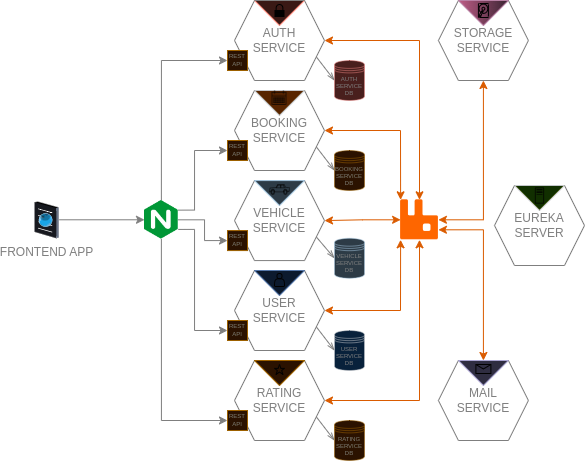 AUTH
SERVICE
REST
API
AUTH
SERVICE
DB
BOOKING
SERVICE
REST
API
BOOKING
SERVICE
DB
VEHICLE
SERVICE
REST
API
VEHICLE
SERVICE
DB
USER
SERVICE
REST
API
USER
SERVICE
DB
RATING
SERVICE
REST
API
RATING
SERVICE
DB
FRONTEND APP
N
STORAGE
SERVICE
EUREKA
SERVER
MAIL
SERVICE